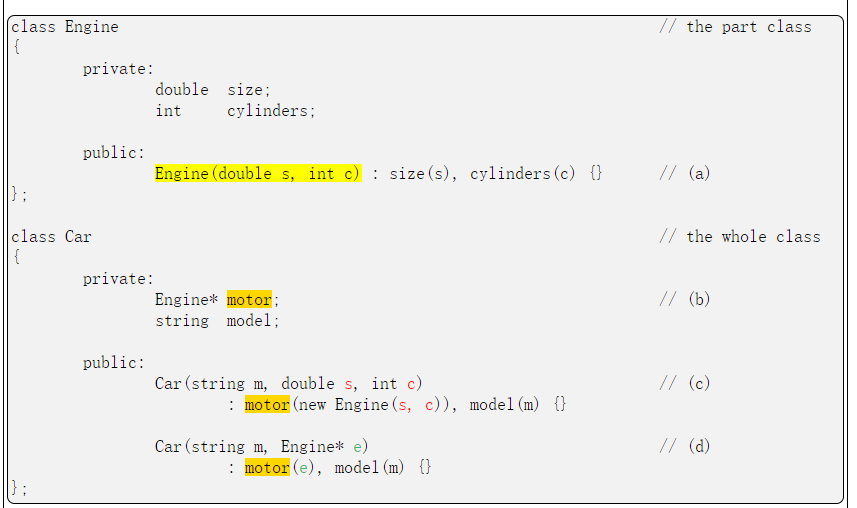 class Engine // the part class
{
private:
double size;
int cylinders;
public:
Engine(double s, int c) : size(s), cylinders(c) {} // (a)
};
class Car // the whole class
{
private:
Engine* motor; // (b)
string model;
public:
Car(string m, double s, int c) // (c)
: motor(new Engine(s, c)), model(m) {}
Car(string m, Engine* e) // (d)
: motor(e), model(m) {}
};